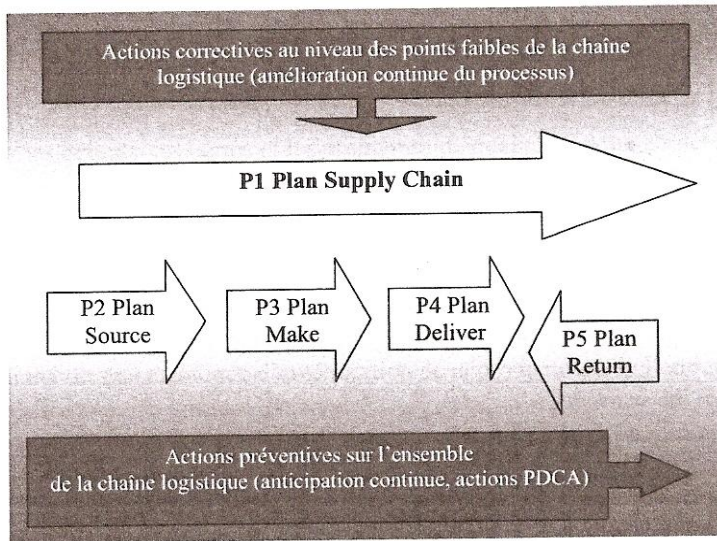 Actions correctives au niveau des points faibles de la chaîne
logistique (amélioration continue du processus)
P1 Plan Supply Chain
P2 Plan
Source
P3 Plan
Make
P4 Plan
Deliver
P5 Plan
Return
Actions préventives sur l'ensemble
de la chaîne logistique (anticipation continue, actions PDCA)